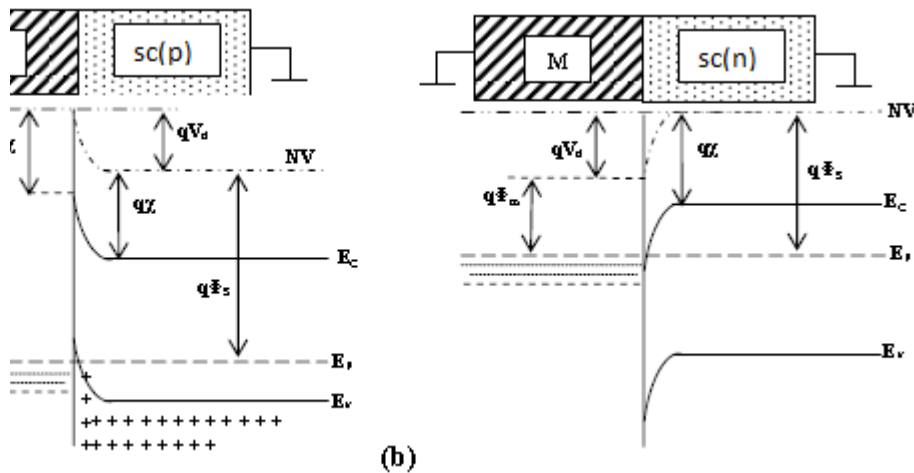 sc(p)
M
sc(n)
NV
qV_d
qV_d
NV
qχ
qΦ_s
χ
qχ
qΦ_m
E_C
qΦ_s
E_C
E_F
E_F
E_V
E_V
(b)